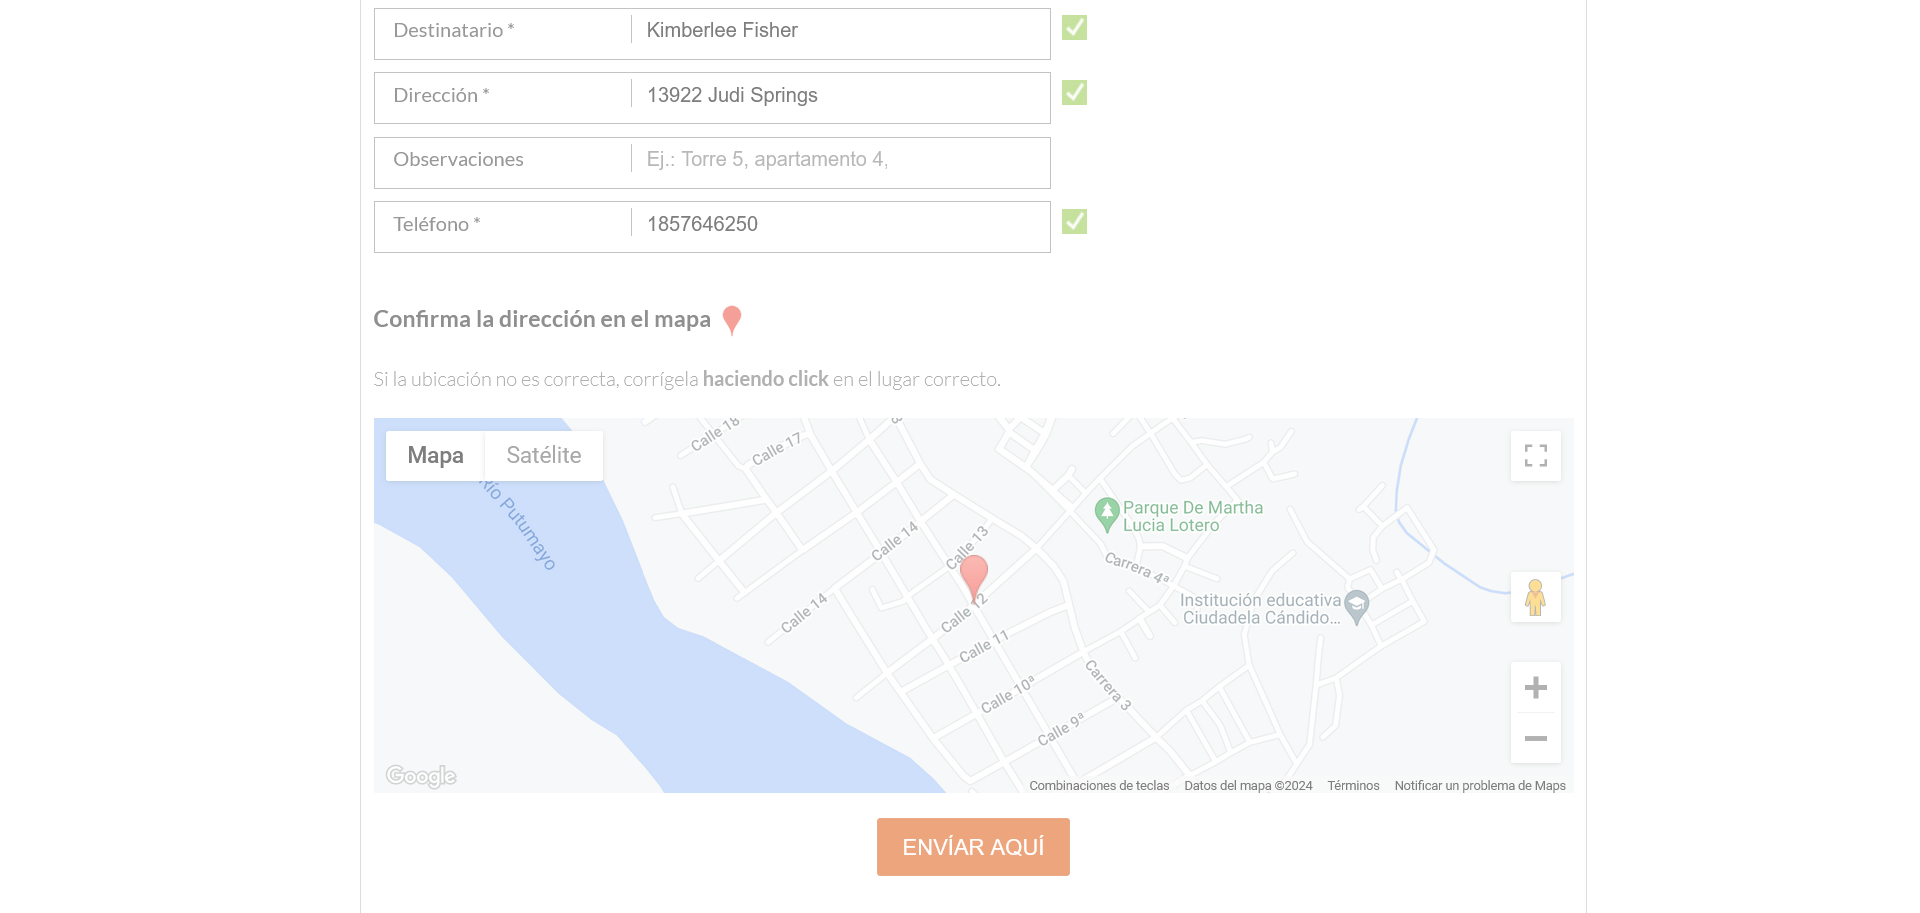 Destinatario *
Kimberlee Fisher
Dirección *
13922 Judi Springs
Observaciones
Ej.: Torre 5, apartamento 4,
Teléfono *
1857646250
Confirma la dirección en el mapa
Si la ubicación no es correcta, corrígela haciendo click en el lugar correcto.
Mapa
Satélite
Calle 18
Calle 17
Río Putumayo
Parque De Martha
Lucia Lotero
Calle 14
Calle 13
Carrera 4ª
Calle 14
Calle 12
Institución educativa
Ciudadela Cándido...
Calle 11
Calle 10ª
Carrera 3
Calle 9ª
Google
Combinaciones de teclas
Datos del mapa ©2024
Términos
Notificar un problema de Maps
ENVÍAR AQUÍ